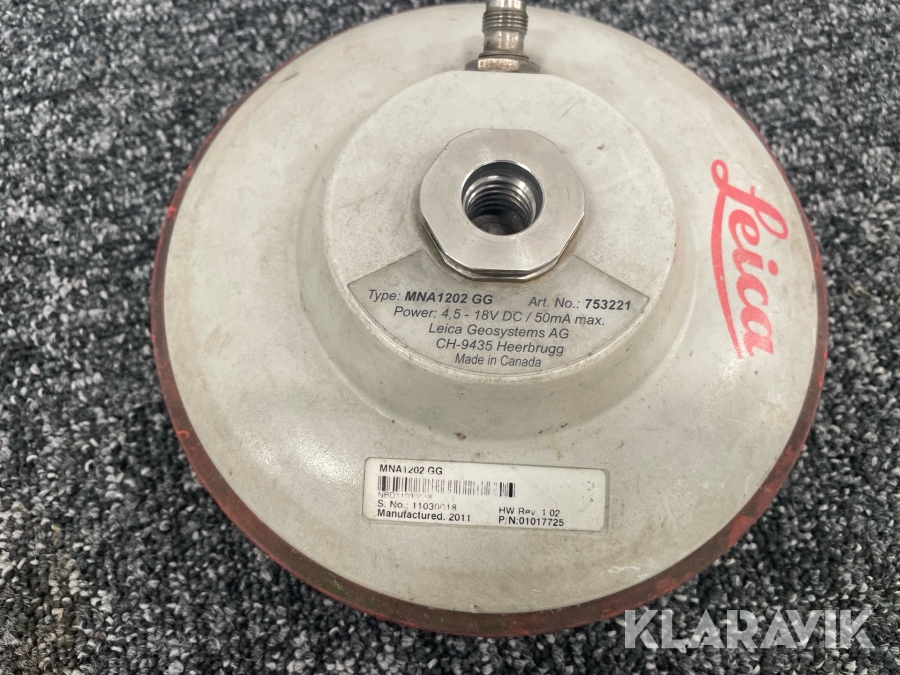 Leica
Type: MNA1202 GG Art. No.: 753221
Power: 4,5 - 18V DC / 50mA max.
Leica Geosystems AG
CH-9435 Heerbrugg
Made in Canada
MNA1202 GG
S. No.: 11030018 HW Rev. 1.02
Manufactured. 2011 P/N:01017725
KLARAVIK